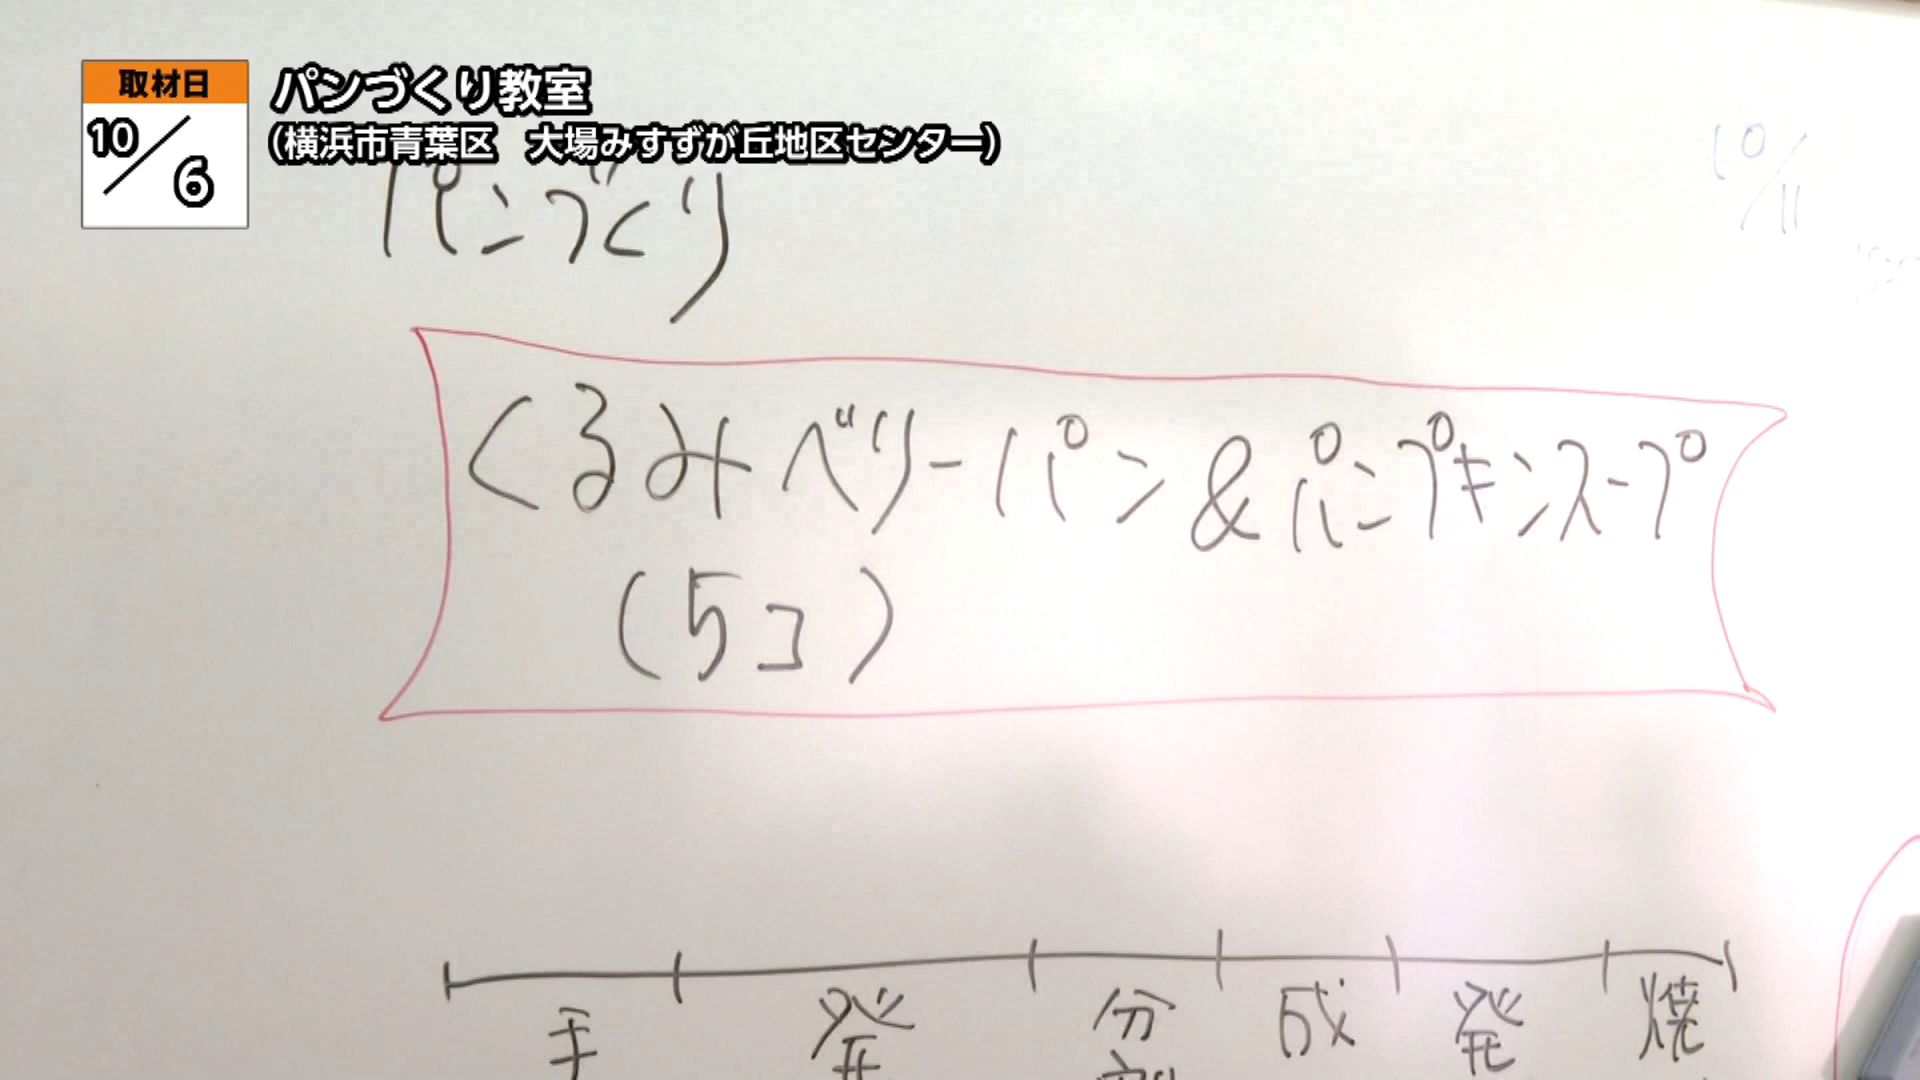 取材日
10/6
パンづくり教室
(横浜市青葉区　大場みすずが丘地区センター)
パンづくり
10/11
くるみベリーパン&パンプキンスープ
(5コ)
手 発 分 成 発 焼